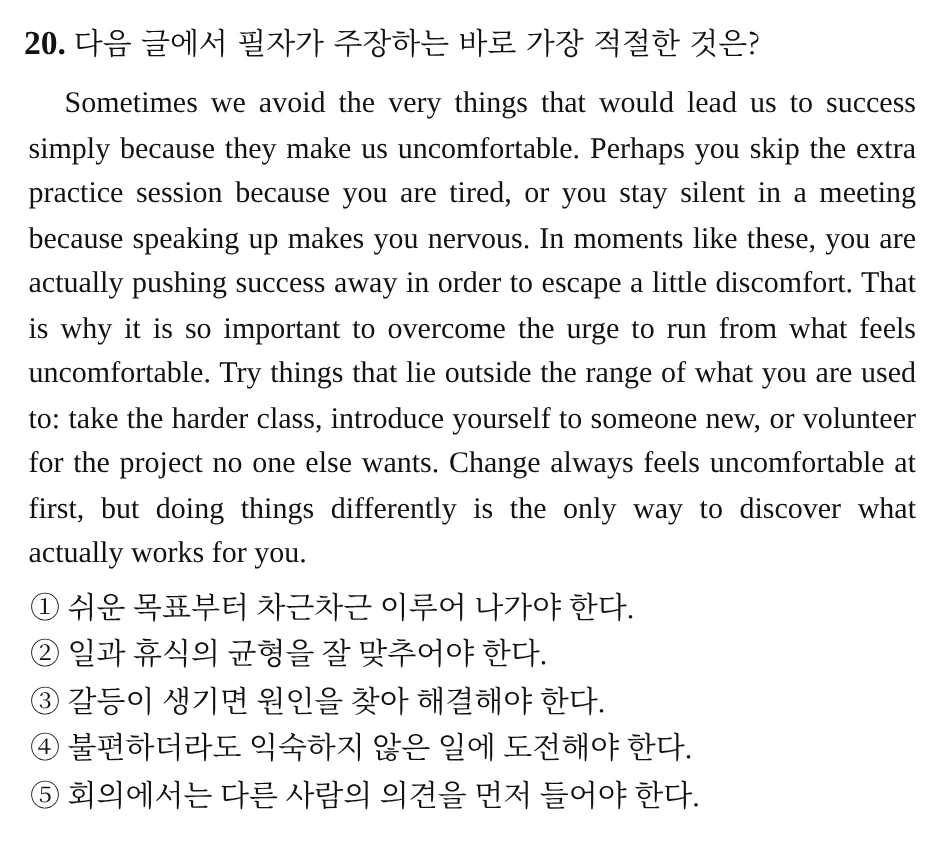 20. 다음 글에서 필자가 주장하는 바로 가장 적절한 것은?
Sometimes we avoid the very things that would lead us to success
simply because they make us uncomfortable. Perhaps you skip the extra
practice session because you are tired, or you stay silent in a meeting
because speaking up makes you nervous. In moments like these, you are
actually pushing success away in order to escape a little discomfort. That
is why it is so important to overcome the urge to run from what feels
uncomfortable. Try things that lie outside the range of what you are used
to: take the harder class, introduce yourself to someone new, or volunteer
for the project no one else wants. Change always feels uncomfortable at
first, but doing things differently is the only way to discover what
actually works for you.
① 쉬운 목표부터 차근차근 이루어 나가야 한다.
② 일과 휴식의 균형을 잘 맞추어야 한다.
③ 갈등이 생기면 원인을 찾아 해결해야 한다.
④ 불편하더라도 익숙하지 않은 일에 도전해야 한다.
⑤ 회의에서는 다른 사람의 의견을 먼저 들어야 한다.